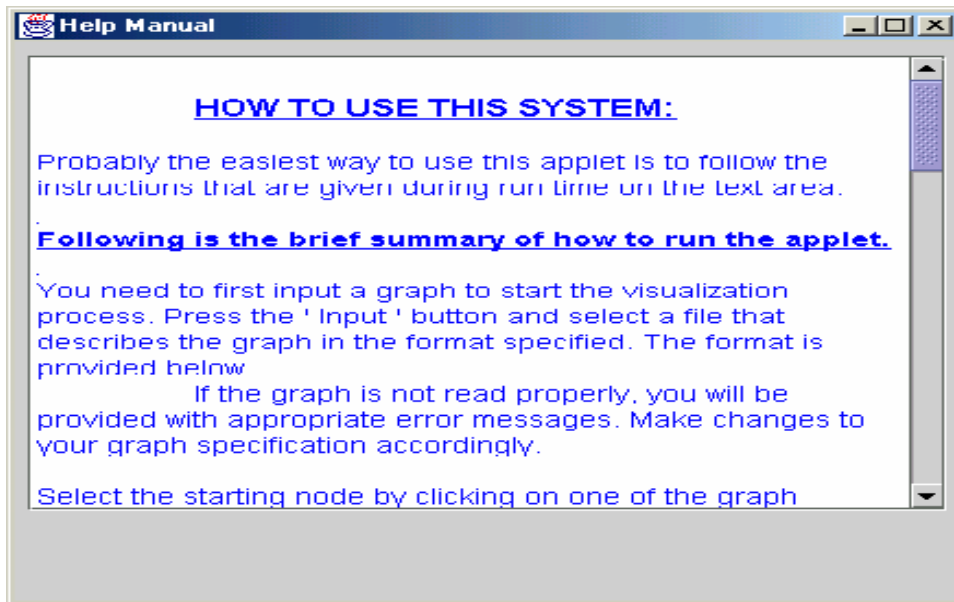 Help Manual
HOW TO USE THIS SYSTEM:
Probably the easiest way to use this applet is to follow the
instructions that are given during run time on the text area.
.
Following is the brief summary of how to run the applet.
.
You need to first input a graph to start the visualization
process. Press the ' Input ' button and select a file that
describes the graph in the format specified. The format is
provided below
If the graph is not read properly, you will be
provided with appropriate error messages. Make changes to
your graph specification accordingly.
Select the starting node by clicking on one of the graph